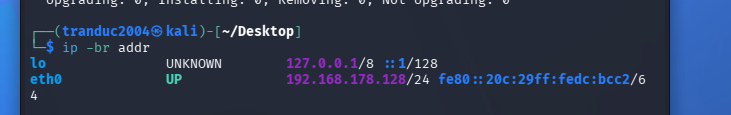 Upgrading: 0, Installing: 0, Removing: 0, Not Upgrading: 0
┌──(tranduc2004㉿kali)-[~/Desktop]
└─$ ip -br addr
lo               UNKNOWN        127.0.0.1/8 ::1/128
eth0             UP             192.168.178.128/24 fe80::20c:29ff:fedc:bcc2/6
4